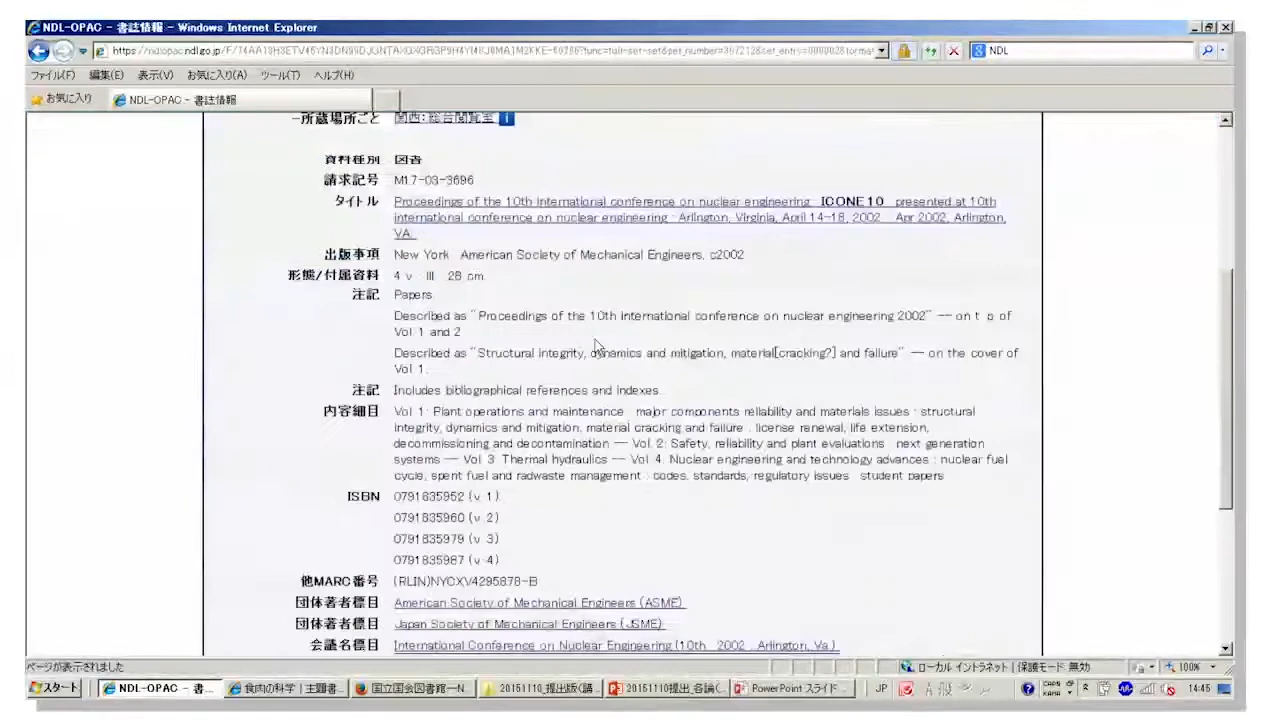 NDL-OPAC - 書誌情報 - Windows Internet Explorer
NDL
ファイル(F) 編集(E) 表示(V) お気に入り(A) ツール(T) ヘルプ(H)
お気に入り NDL-OPAC - 書誌情報
-所蔵場所ごと 関西:総合閲覧室
資料種別 図書
請求記号 M17-03-3696
タイトル Proceedings of the 10th international conference on nuclear engineering ICONE10 presented at 10th
international conference on nuclear engineering Arlington, Virginia, April 14-18, 2002 Apr 2002, Arlington,
VA.
出版事項 New York American Society of Mechanical Engineers, c2002
形態/付属資料 4 v ill 28 cm.
注記 Papers
Described as "Proceedings of the 10th international conference on nuclear engineering 2002" -- on t p of
Vol 1 and 2
Described as "Structural integrity, dynamics and mitigation, material[cracking?] and failure" -- on the cover of
Vol 1.
注記 Includes bibliographical references and indexes.
内容細目 Vol 1: Plant operations and maintenance major components reliability and materials issues : structural
integrity, dynamics and mitigation, material cracking and failure . license renewal, life extension,
decommissioning and decontamination -- Vol. 2: Safety, reliability and plant evaluations next generation
systems -- Vol 3 Thermal hydraulics -- Vol 4. Nuclear engineering and technology advances : nuclear fuel
cycle, spent fuel and radwaste management : codes, standards, regulatory issues student papers
ISBN 0791835952 (v 1)
0791835960 (v 2)
0791835979 (v 3)
0791835987 (v 4)
他MARC番号 (RLIN)NYCXV4295878-B
団体著者標目 American Society of Mechanical Engineers (ASME)
団体著者標目 Japan Society of Mechanical Engineers (JSME)
会議名標目 International Conference on Nuclear Engineering (10th 2002 Arlington, Va.)
ページが表示されました ローカル イントラネット | 保護モード: 無効 100%
スタート NDL-OPAC - 書... 食肉の科学 | 主題書... 国立国会図書館-N... 20151110_提出版(講... 20151110提出_各論(... PowerPoint スライド ... JP CAPS KANA 14:45